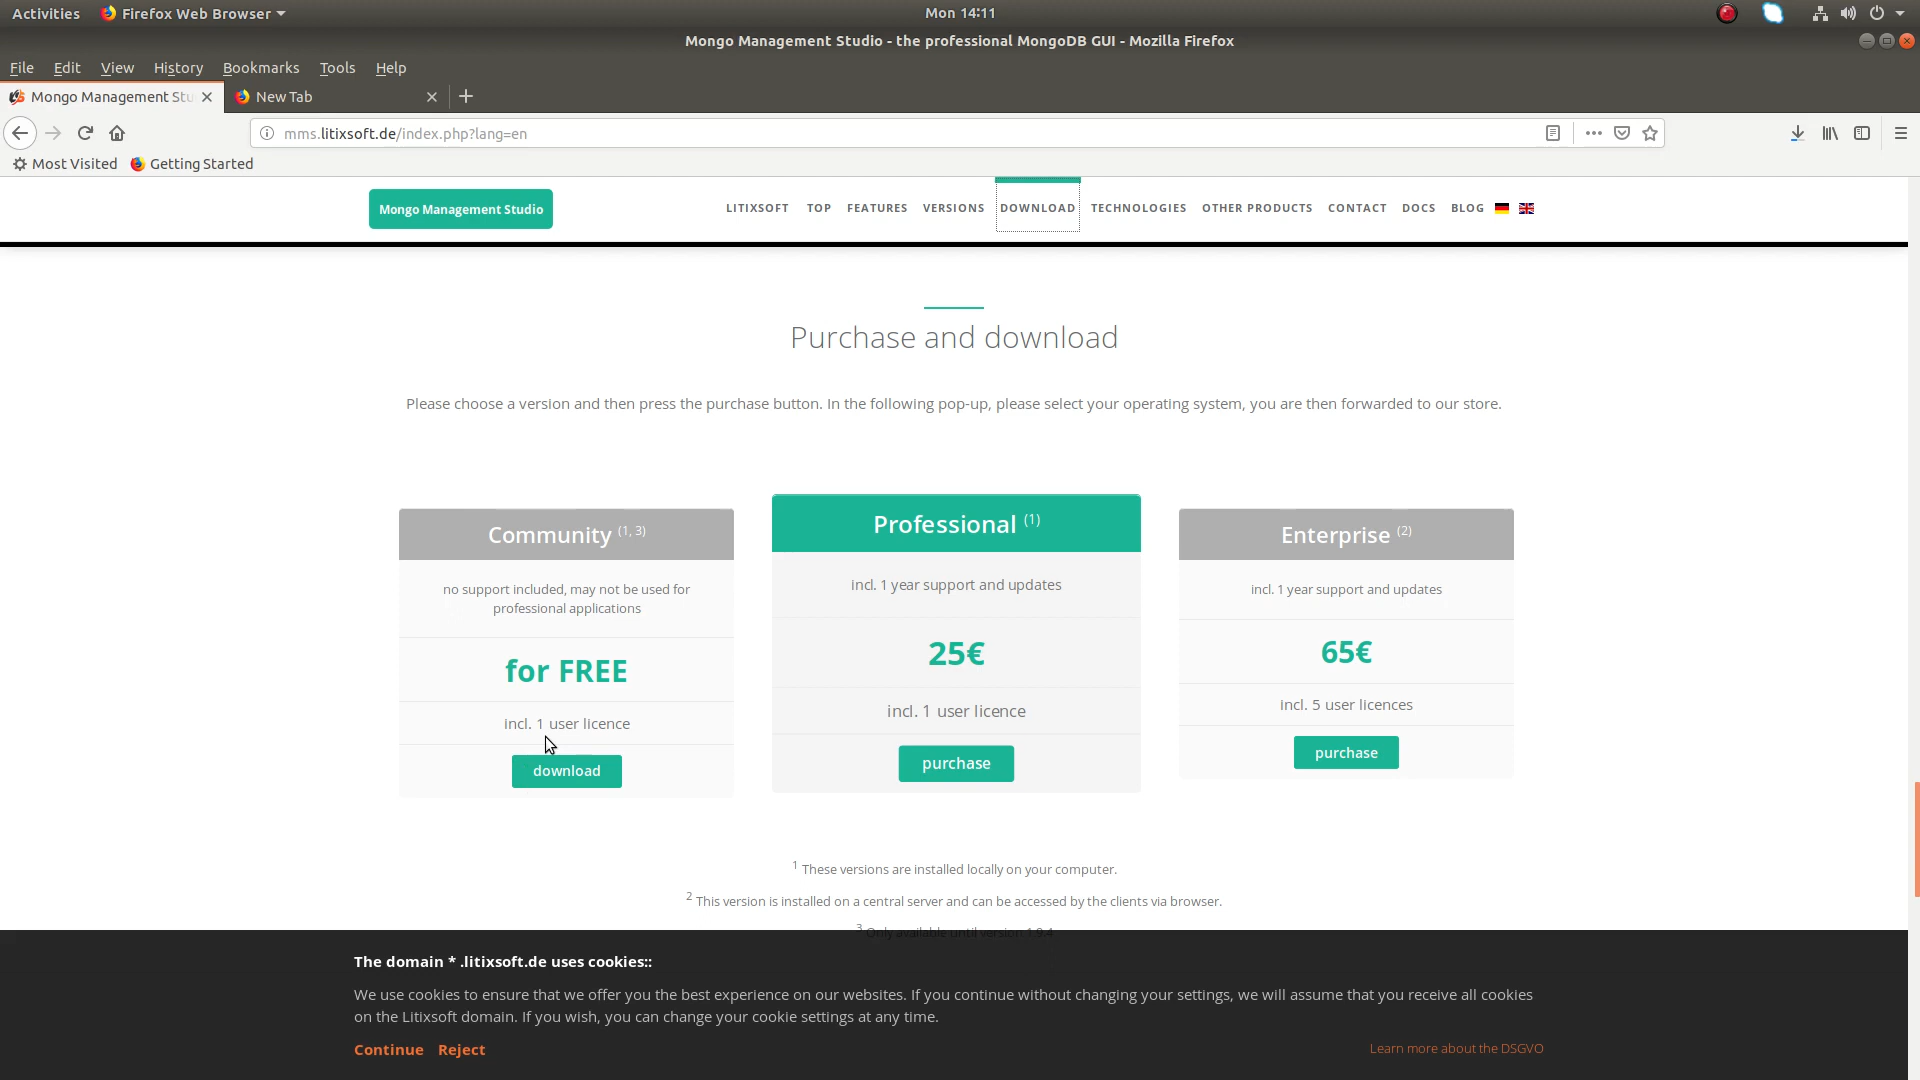 Activities Firefox Web Browser Mon 14:11
Mongo Management Studio - the professional MongoDB GUI - Mozilla Firefox
File Edit View History Bookmarks Tools Help
Mongo Management Stu New Tab
mms.litixsoft.de/index.php?lang=en
Most Visited Getting Started
Mongo Management Studio LITIXSOFT TOP FEATURES VERSIONS DOWNLOAD TECHNOLOGIES OTHER PRODUCTS CONTACT DOCS BLOG
Purchase and download
Please choose a version and then press the purchase button. In the following pop-up, please select your operating system, you are then forwarded to our store.
Community (1, 3)
no support included, may not be used for
professional applications
for FREE
incl. 1 user licence
download
Professional (1)
incl. 1 year support and updates
25€
incl. 1 user licence
purchase
Enterprise (2)
incl. 1 year support and updates
65€
incl. 5 user licences
purchase
1 These versions are installed locally on your computer.
2 This version is installed on a central server and can be accessed by the clients via browser.
3 Only available until version 1.9.4
The domain * .litixsoft.de uses cookies::
We use cookies to ensure that we offer you the best experience on our websites. If you continue without changing your settings, we will assume that you receive all cookies
on the Litixsoft domain. If you wish, you can change your cookie settings at any time.
Continue Reject Learn more about the DSGVO